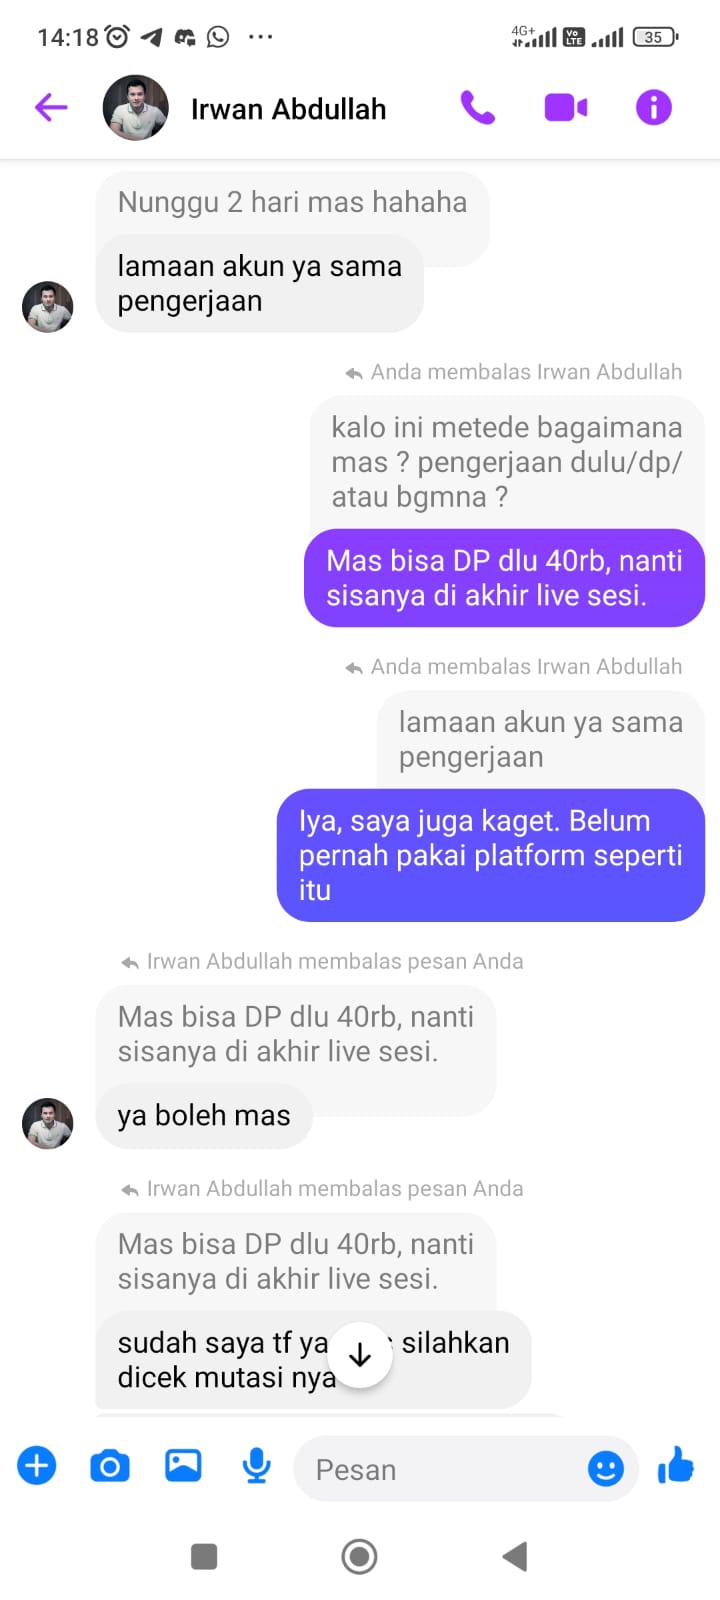 14:18
4G+
Vo
LTE
35
Irwan Abdullah
Nunggu 2 hari mas hahaha
lamaan akun ya sama
pengerjaan
Anda membalas Irwan Abdullah
kalo ini metede bagaimana
mas ? pengerjaan dulu/dp/
atau bgmna ?
Mas bisa DP dlu 40rb, nanti
sisanya di akhir live sesi.
Anda membalas Irwan Abdullah
lamaan akun ya sama
pengerjaan
Iya, saya juga kaget. Belum
pernah pakai platform seperti
itu
Irwan Abdullah membalas pesan Anda
Mas bisa DP dlu 40rb, nanti
sisanya di akhir live sesi.
ya boleh mas
Irwan Abdullah membalas pesan Anda
Mas bisa DP dlu 40rb, nanti
sisanya di akhir live sesi.
sudah saya tf ya silahkan
dicek mutasi nya
Pesan